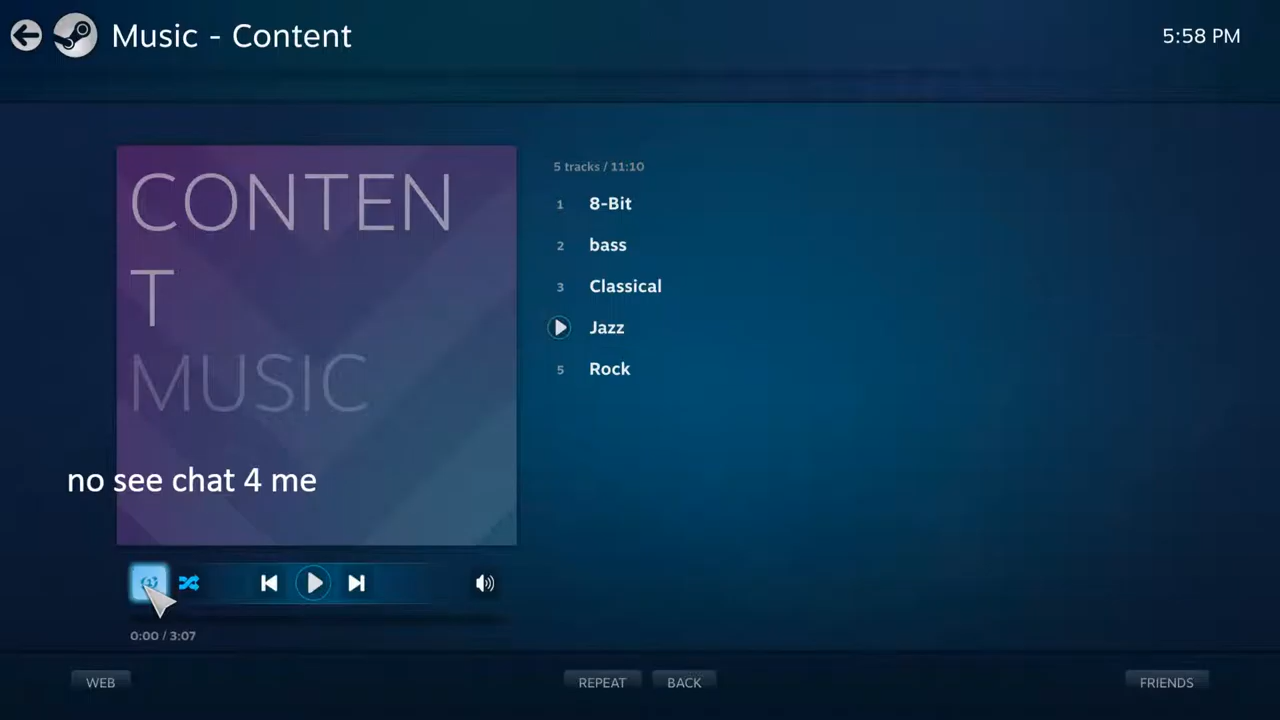 Music - Content
5:58 PM
CONTEN
T
MUSIC
5 tracks / 11:10
1 8-Bit
2 bass
3 Classical
Jazz
5 Rock
no see chat 4 me
0:00 / 3:07
WEB
REPEAT
BACK
FRIENDS